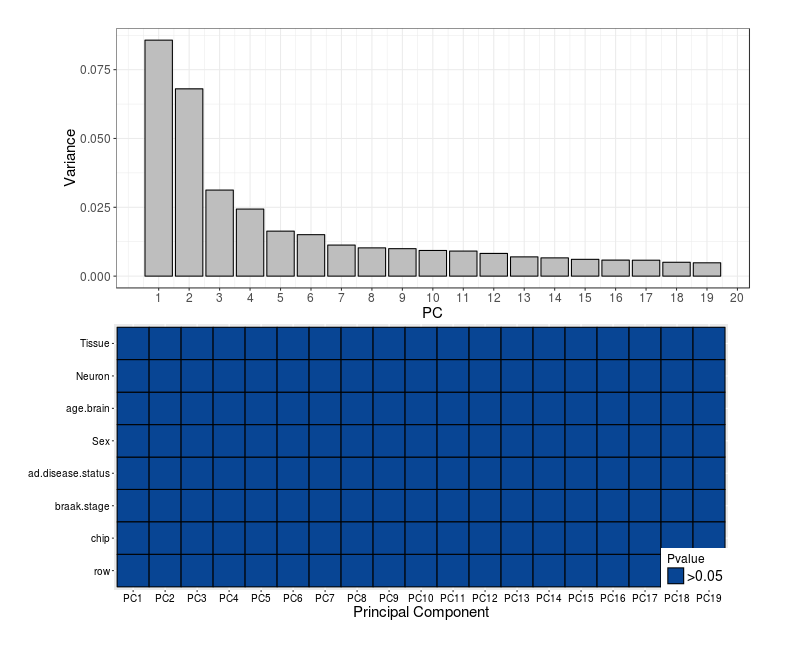 0.075
0.050
0.025
0.000
Variance
1 2 3 4 5 6 7 8 9 10 11 12 13 14 15 16 17 18 19 20
PC
Tissue
Neuron
age.brain
Sex
ad.disease.status
braak.stage
chip
row
Pvalue
>0.05
PC1 PC2 PC3 PC4 PC5 PC6 PC7 PC8 PC9 PC10 PC11 PC12 PC13 PC14 PC15 PC16 PC17 PC18 PC19
Principal Component